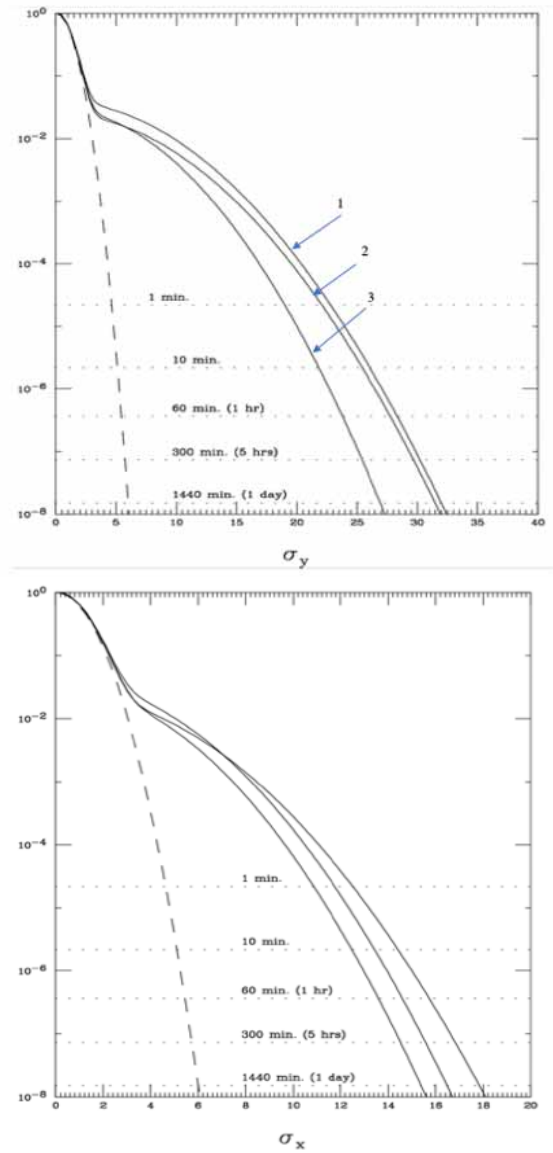 10^0
1
10^-2
2
10^-4
3
1 min.
10 min.
10^-6
60 min. (1 hr)
300 min. (5 hrs)
1440 min. (1 day)
10^-8
0 5 10 15 20 25 30 35 40
σ_y
10^0
10^-2
10^-4
1 min.
10 min.
10^-6
60 min. (1 hr)
300 min. (5 hrs)
1440 min. (1 day)
10^-8
0 2 4 6 8 10 12 14 16 18 20
σ_x